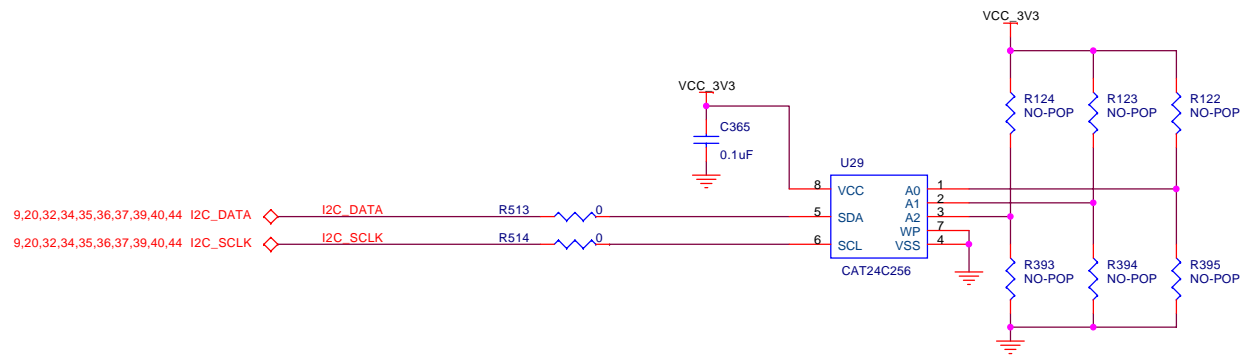 VCC_3V3
R124
NO-POP
R123
NO-POP
R122
NO-POP
VCC_3V3
C365
0.1uF
U29
8 VCC A0 1
A1 2
5 SDA A2 3
WP 7
6 SCL VSS 4
CAT24C256
9,20,32,34,35,36,37,39,40,44 I2C_DATA I2C_DATA R513 0
9,20,32,34,35,36,37,39,40,44 I2C_SCLK I2C_SCLK R514 0
R393
NO-POP
R394
NO-POP
R395
NO-POP